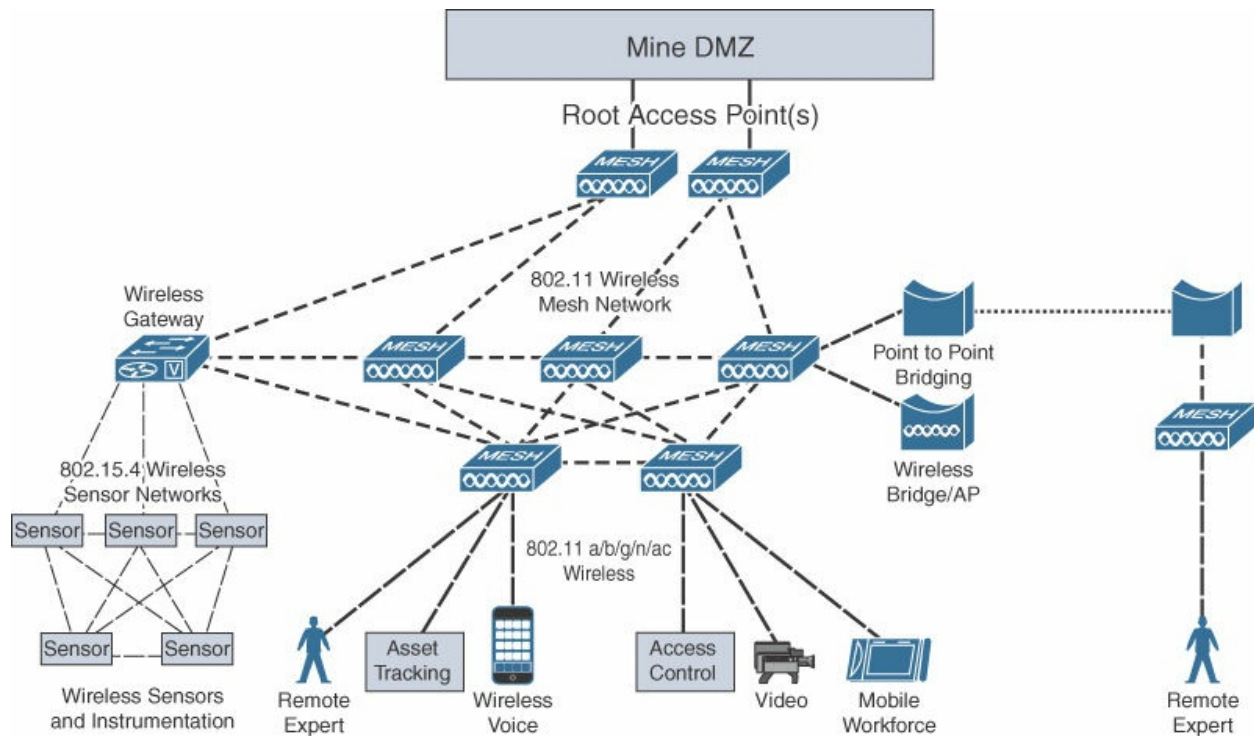 Mine DMZ
Root Access Point(s)
MESH
MESH
802.11 Wireless
Mesh Network
Wireless
Gateway
V
MESH
MESH
MESH
Point to Point
Bridging
MESH
Wireless
Bridge/AP
MESH
MESH
802.15.4 Wireless
Sensor Networks
Sensor
Sensor
Sensor
802.11 a/b/g/n/ac
Wireless
Sensor
Sensor
Wireless Sensors
and Instrumentation
Remote
Expert
Asset
Tracking
Wireless
Voice
Access
Control
Video
Mobile
Workforce
Remote
Expert